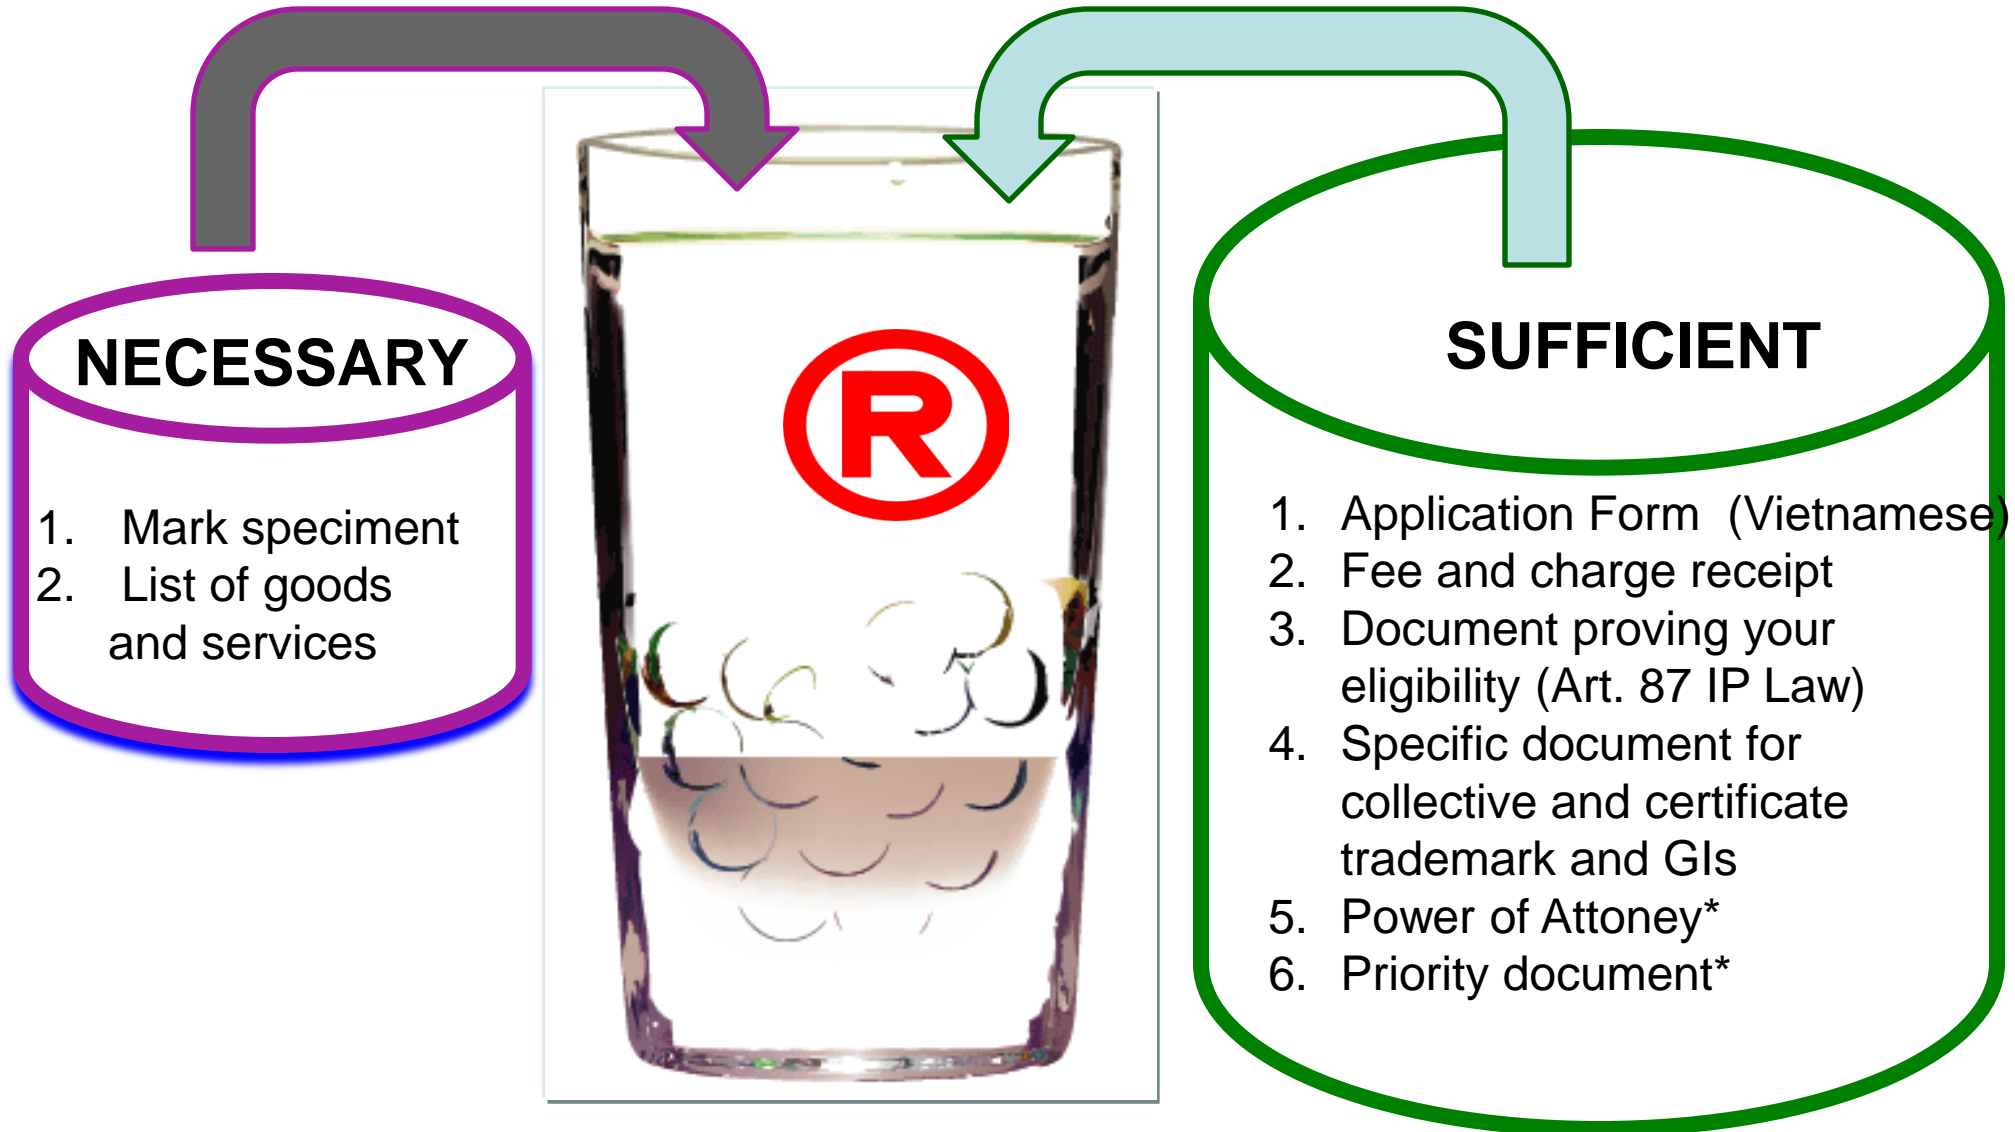 NECESSARY
1. Mark speciment
2. List of goods
and services
®
SUFFICIENT
1. Application Form (Vietnamese)
2. Fee and charge receipt
3. Document proving your
eligibility (Art. 87 IP Law)
4. Specific document for
collective and certificate
trademark and GIs
5. Power of Attoney*
6. Priority document*